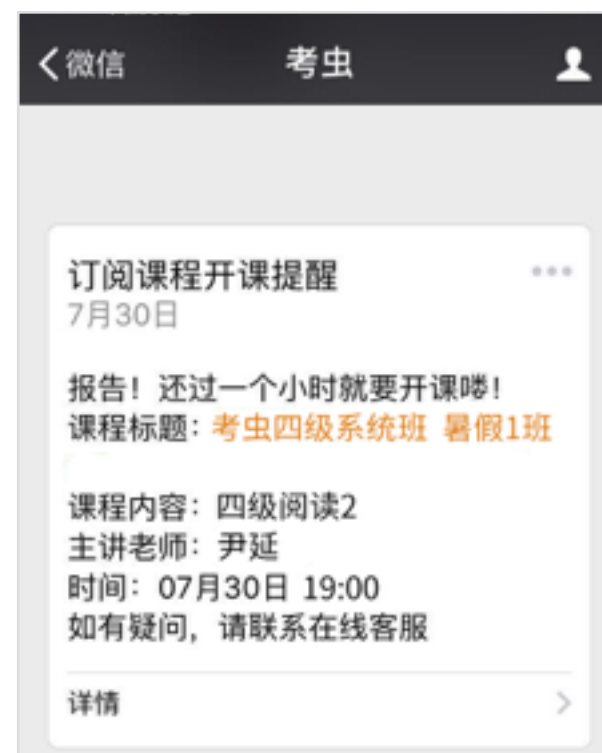 微信
考虫
订阅课程开课提醒
7月30日
报告！还过一个小时就要开课喽！
课程标题：考虫四级系统班 暑假1班
课程内容：四级阅读2
主讲老师：尹延
时间：07月30日 19:00
如有疑问，请联系在线客服
详情